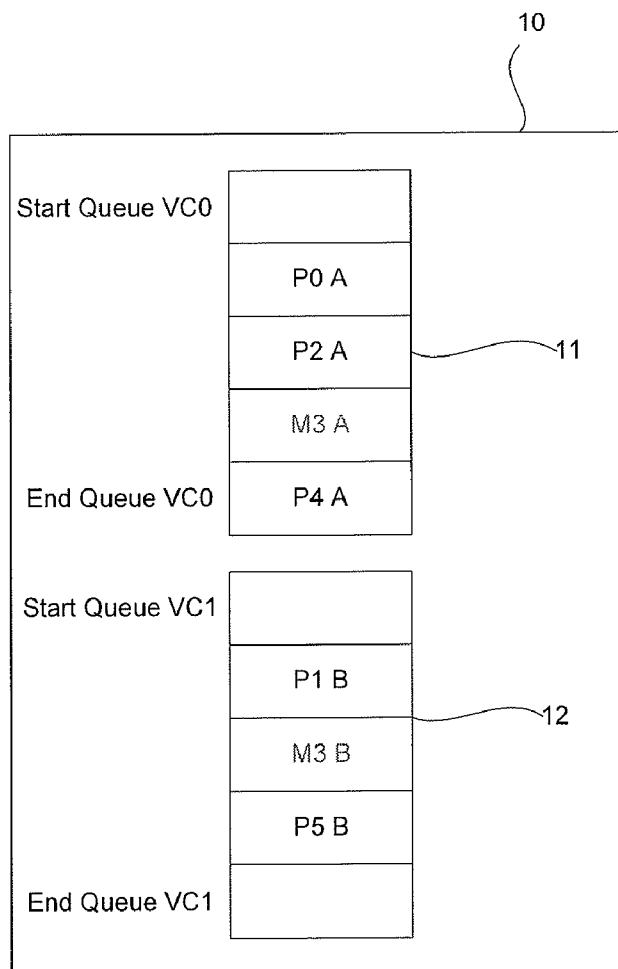 10
Start Queue VC0
P0 A
P2 A
11
M3 A
End Queue VC0
P4 A
Start Queue VC1
P1 B
12
M3 B
P5 B
End Queue VC1